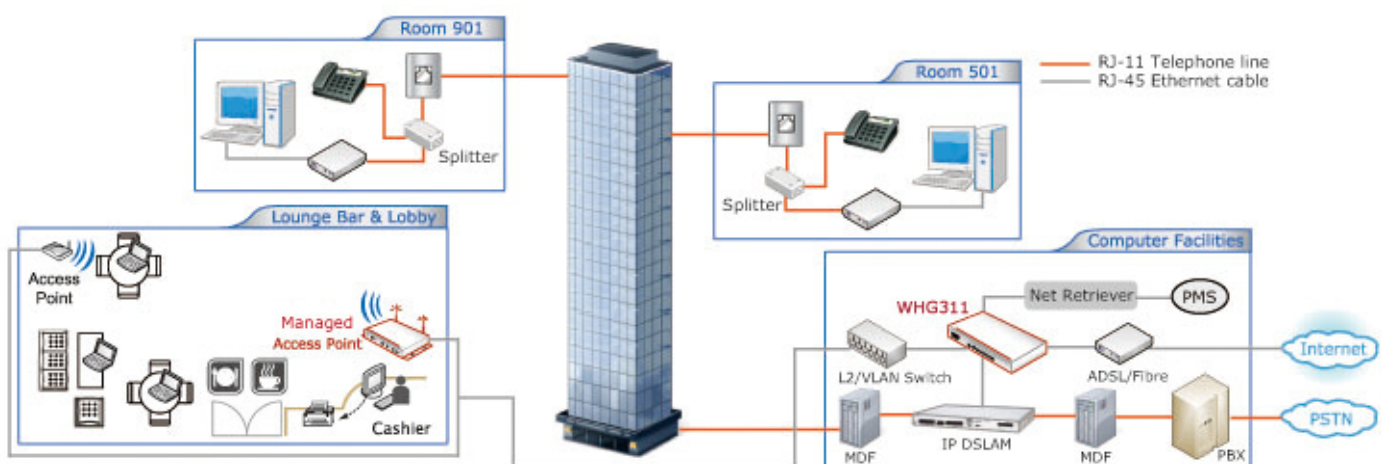 Room 901
Splitter
Room 501
Splitter
RJ-11 Telephone line
RJ-45 Ethernet cable
Lounge Bar & Lobby
Access
Point
Managed
Access Point
Cashier
Computer Facilities
Net Retriever
PMS
WHG311
L2/VLAN Switch
ADSL/Fibre
Internet
MDF
IP DSLAM
MDF
PBX
PSTN